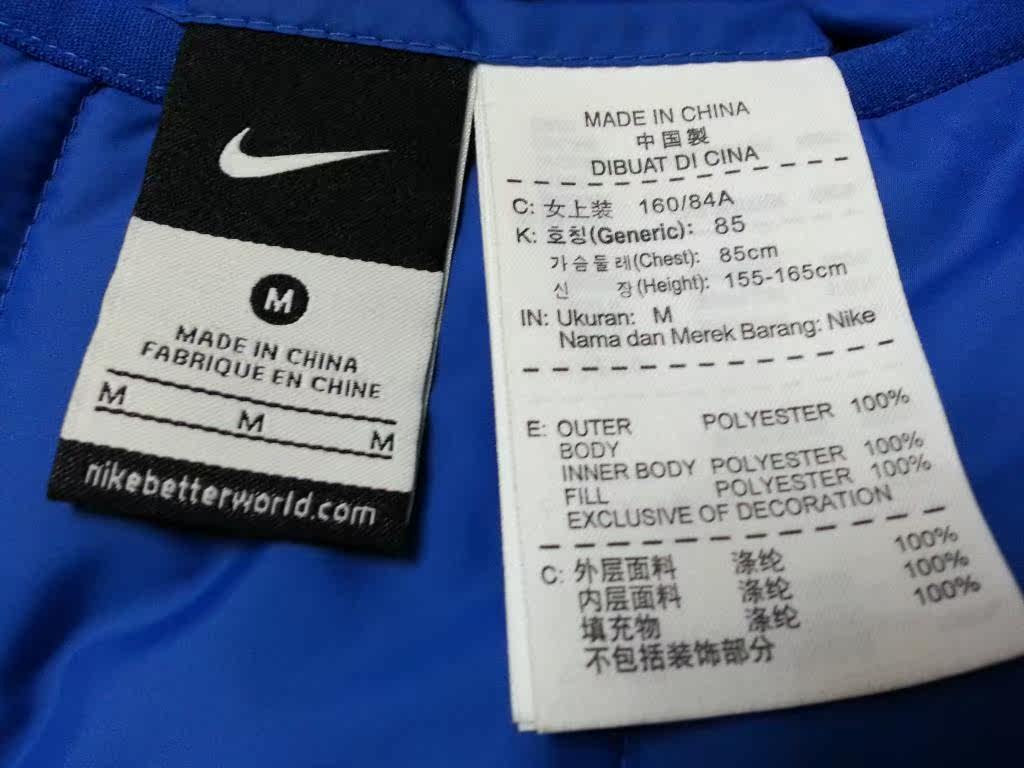 M
MADE IN CHINA
FABRIQUE EN CHINE
M M M
nikebetterworld.com
MADE IN CHINA
中国製
DIBUAT DI CINA
C: 女上装 160/84A
K: 호칭(Generic): 85
가슴둘레(Chest): 85cm
신 장(Height): 155-165cm
IN: Ukuran: M
Nama dan Merek Barang: Nike
E: OUTER POLYESTER 100%
BODY
INNER BODY POLYESTER 100%
FILL POLYESTER 100%
EXCLUSIVE OF DECORATION
C: 外层面料 涤纶 100%
内层面料 涤纶 100%
填充物 涤纶 100%
不包括装饰部分